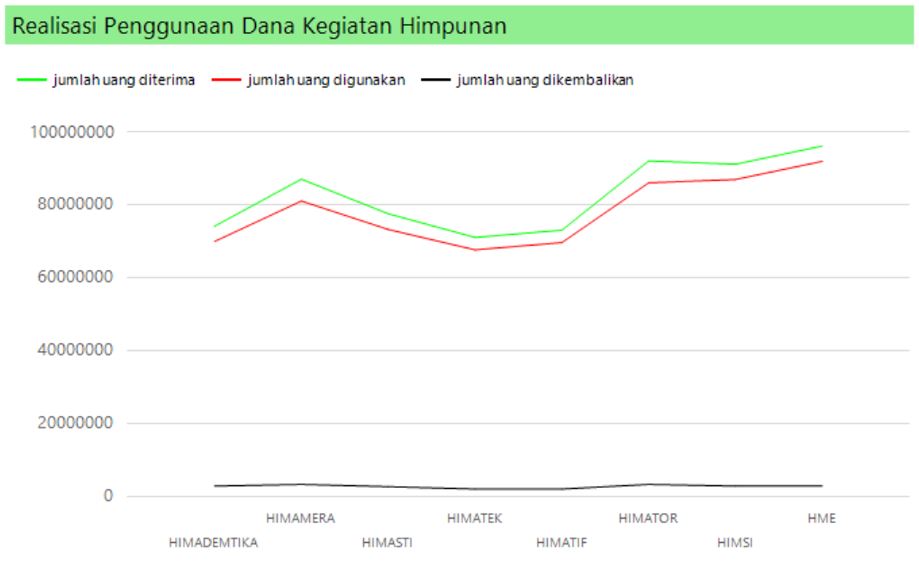 Realisasi Penggunaan Dana Kegiatan Himpunan
jumlah uang diterima jumlah uang digunakan jumlah uang dikembalikan
100000000
80000000
60000000
40000000
20000000
0
HIMAMERA HIMATEK HIMATOR HME
HIMADEMTIKA HIMASTI HIMATIF HIMSI